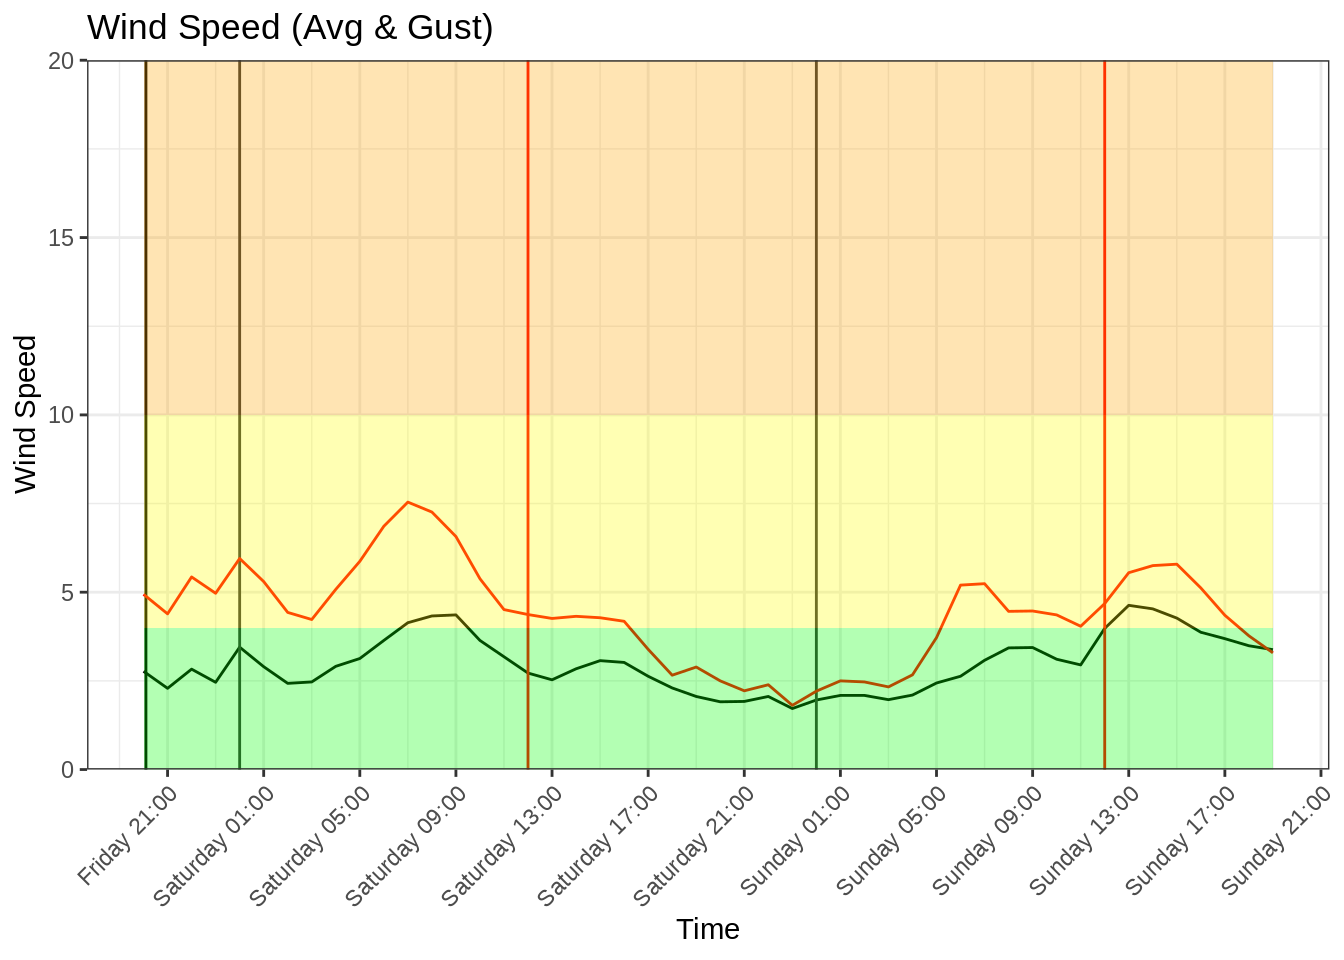 Wind Speed (Avg & Gust)
20
15
10
5
0
Wind Speed
Friday 21:00
Saturday 01:00
Saturday 05:00
Saturday 09:00
Saturday 13:00
Saturday 17:00
Saturday 21:00
Sunday 01:00
Sunday 05:00
Sunday 09:00
Sunday 13:00
Sunday 17:00
Sunday 21:00
Time